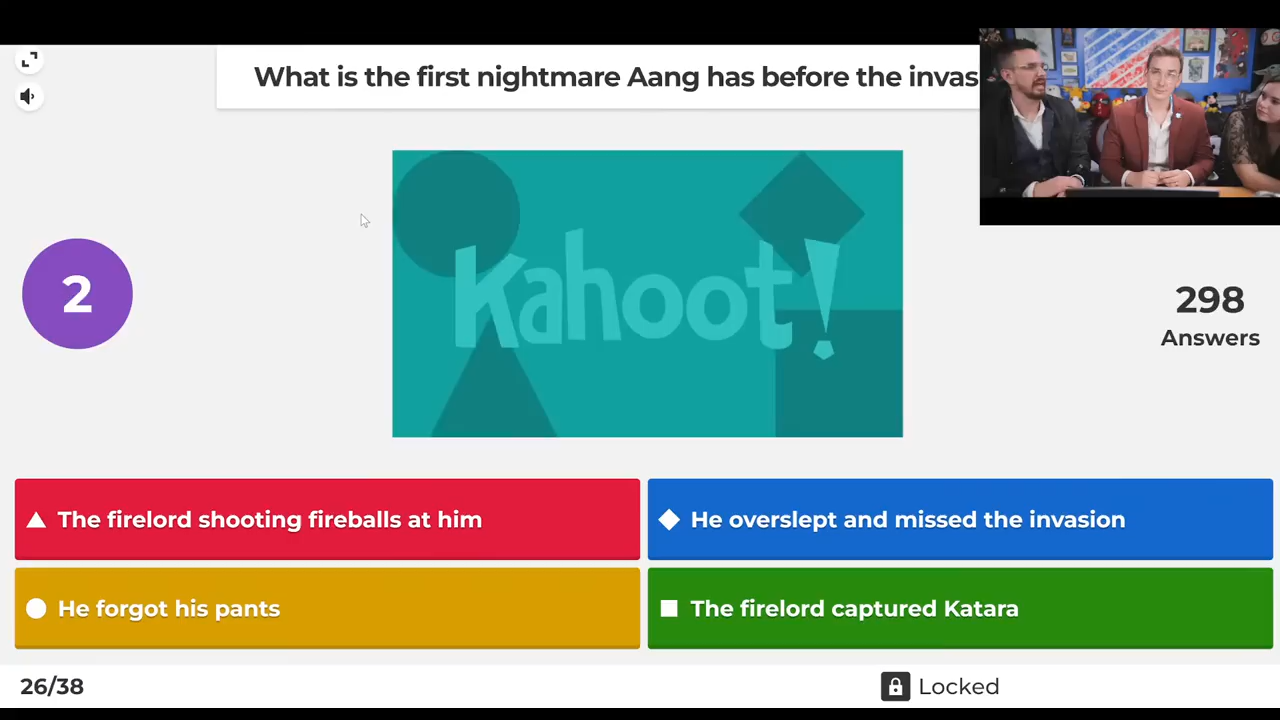 What is the first nightmare Aang has before the invas
Kahoot!
2
298
Answers
The firelord shooting fireballs at him
He overslept and missed the invasion
He forgot his pants
The firelord captured Katara
26/38
Locked